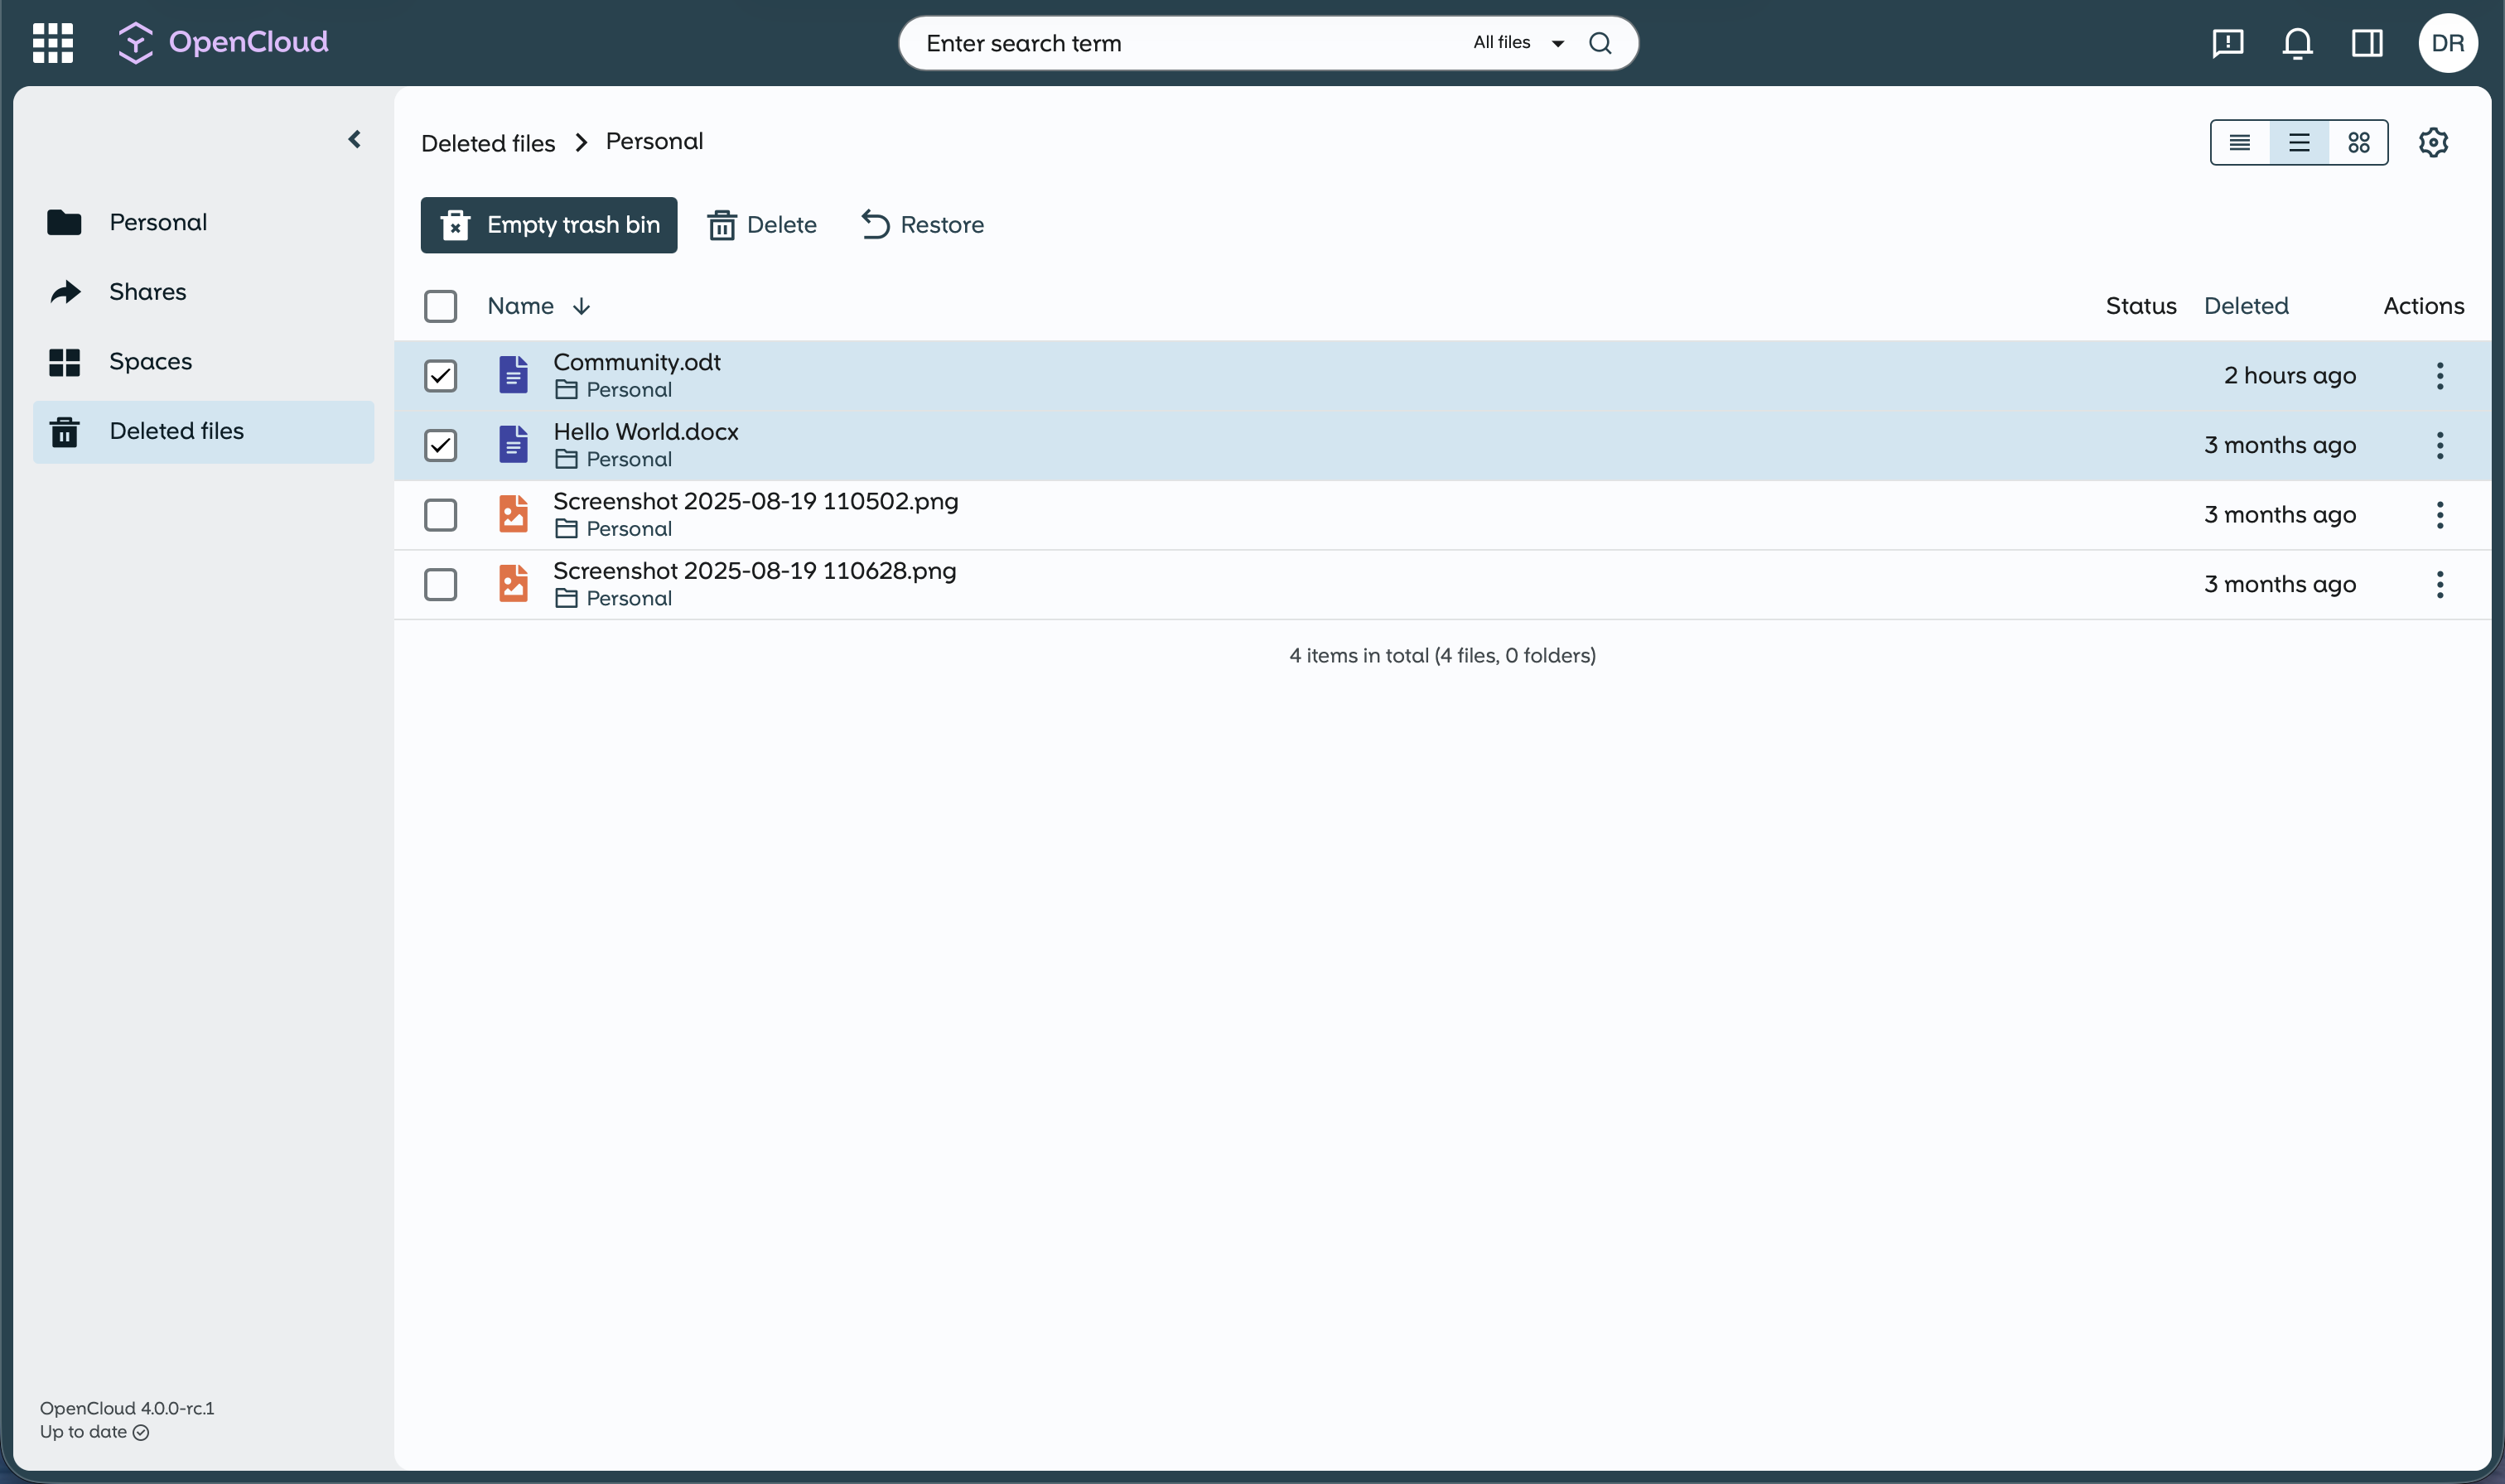 OpenCloud
Enter search term
All files
DR
Deleted files
Personal
Personal
Shares
Spaces
Deleted files
Empty trash bin
Delete
Restore
Name
Status
Deleted
Actions
Community.odt
Personal
2 hours ago
Hello World.docx
Personal
3 months ago
Screenshot 2025-08-19 110502.png
Personal
3 months ago
Screenshot 2025-08-19 110628.png
Personal
3 months ago
4 items in total (4 files, 0 folders)
OpenCloud 4.0.0-rc.1
Up to date